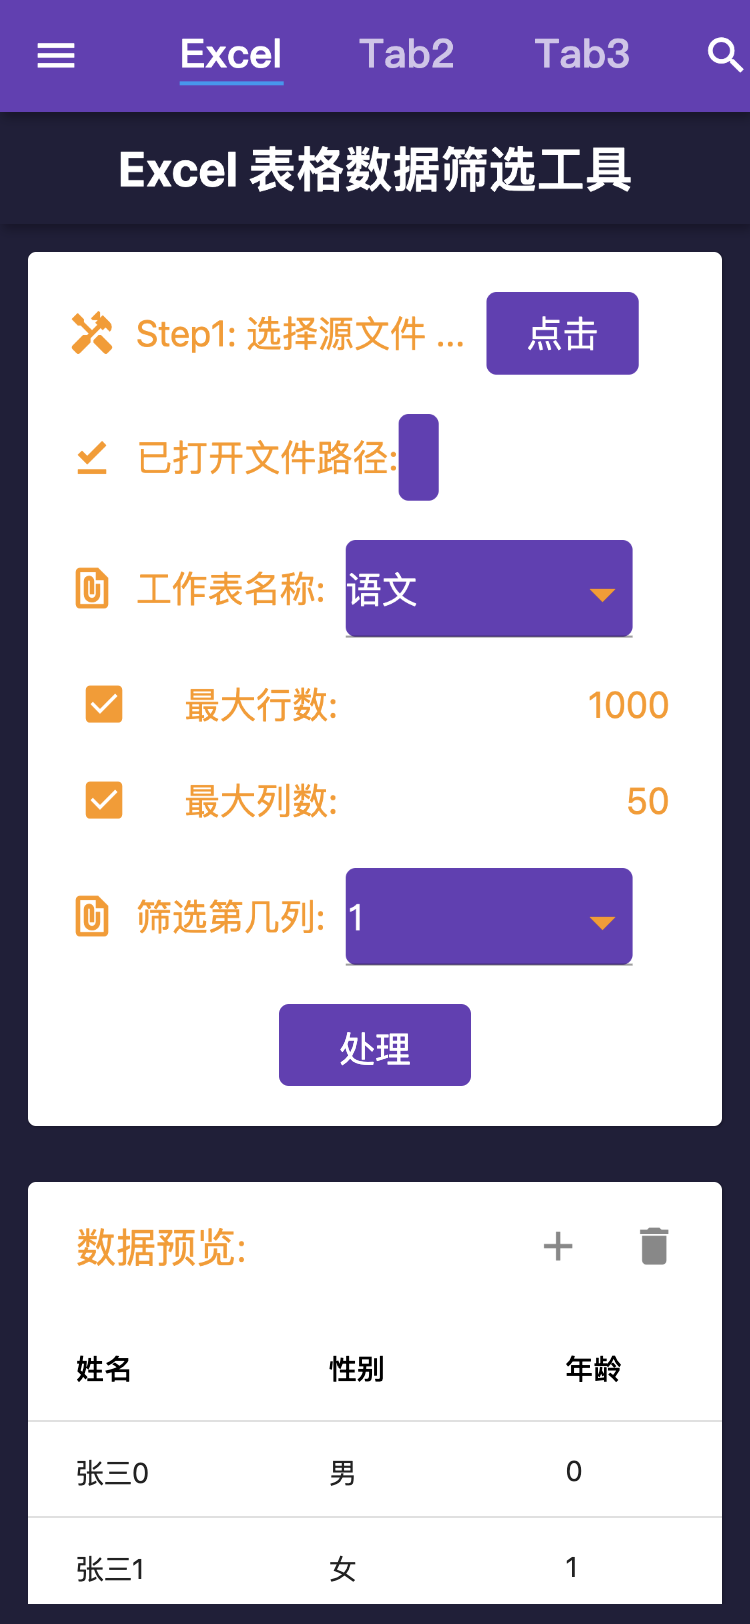 Excel Tab2 Tab3
Excel 表格数据筛选工具
Step1: 选择源文件 ... 点击
已打开文件路径:
工作表名称: 语文
最大行数: 1000
最大列数: 50
筛选第几列: 1
处理
数据预览:
姓名 性别 年龄
张三0 男 0
张三1 女 1